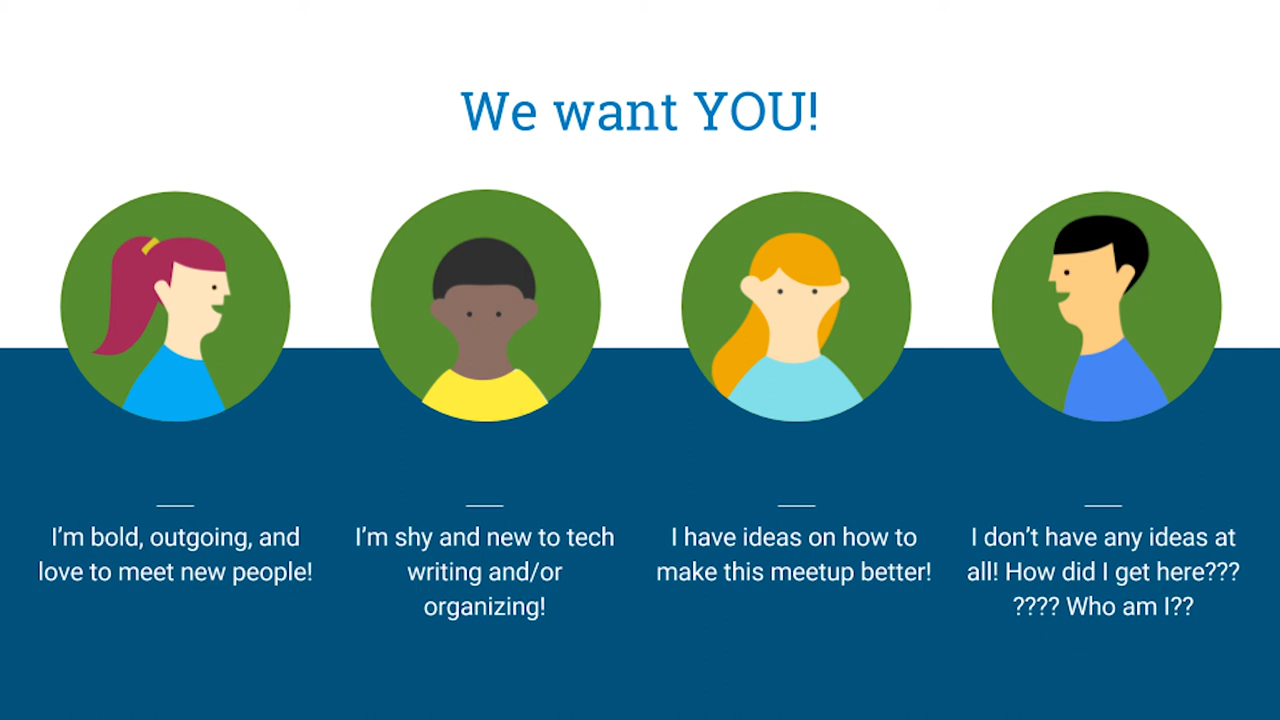 We want YOU!
I'm bold, outgoing, and
love to meet new people!
I'm shy and new to tech
writing and/or
organizing!
I have ideas on how to
make this meetup better!
I don't have any ideas at
all! How did I get here???
???? Who am I??